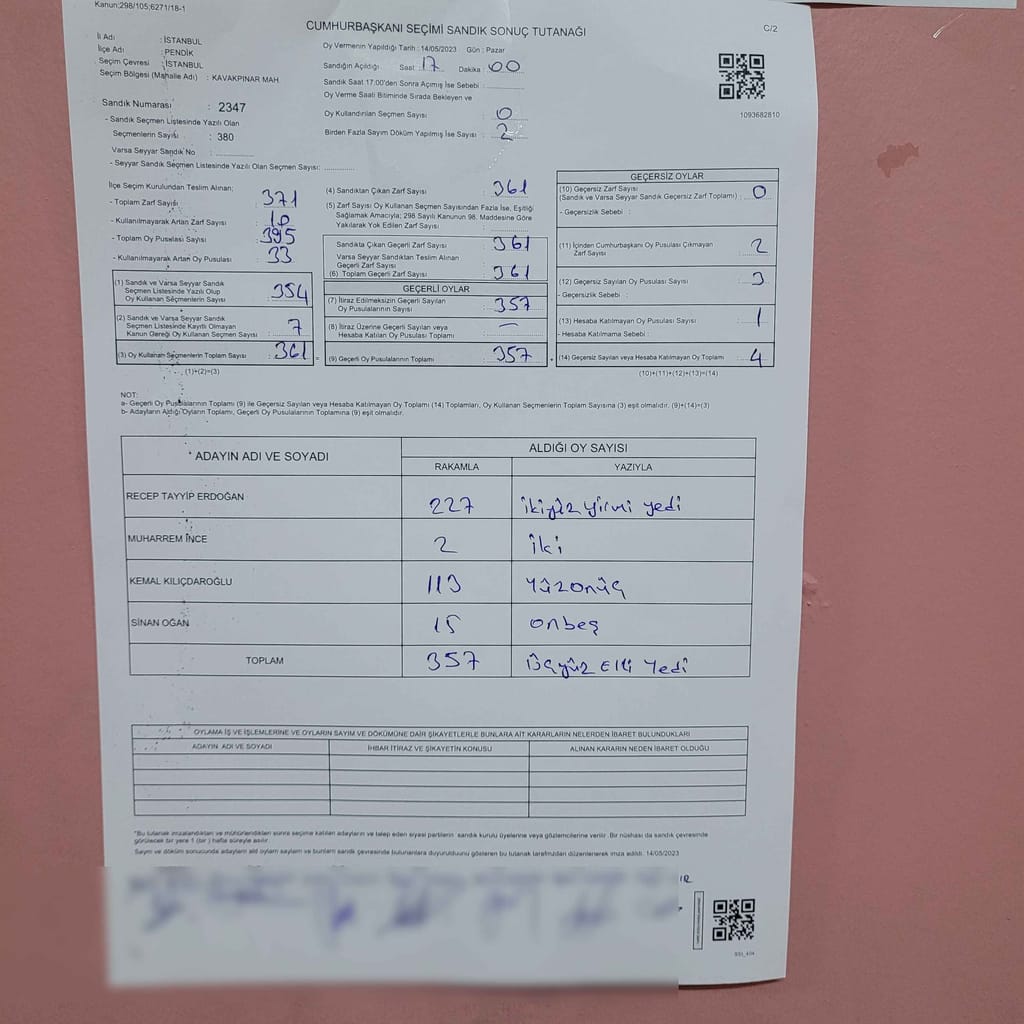 Kanun:298/105;6271/18-1
CUMHURBAŞKANI SEÇİMİ SANDIK SONUÇ TUTANAĞI
C/2
İl Adı : İSTANBUL
İlçe Adı : PENDİK
Seçim Çevresi : İSTANBUL
Seçim Bölgesi (Mahalle Adı) : KAVAKPINAR MAH
Sandık Numarası : 2347
- Sandık Seçmen Listesinde Yazılı Olan
Seçmenlerin Sayısı : 380
Varsa Seyyar Sandık No :
- Seyyar Sandık Seçmen Listesinde Yazılı Olan Seçmen Sayısı:
Oy Vermenin Yapıldığı Tarih : 14/05/2023 Gün : Pazar
Sandığın Açıldığı Saat 17 Dakika 00
Sandık Saat 17:00'den Sonra Açılmış İse Sebebi :
Oy Verme Saati Bitiminde Sırada Bekleyen ve
Oy Kullandırılan Seçmen Sayısı : 0
Birden Fazla Sayım Döküm Yapılmış İse Sayısı : 2
1093682810
İlçe Seçim Kurulundan Teslim Alınan;
- Toplam Zarf Sayısı : 371
- Kullanılmayarak Artan Zarf Sayısı : 10
- Toplam Oy Pusulası Sayısı : 395
- Kullanılmayarak Artan Oy Pusulası : 33
(1) Sandık ve Varsa Seyyar Sandık
Seçmen Listesinde Yazılı Olup
Oy Kullanan Seçmenlerin Sayısı : 354
(2) Sandık ve Varsa Seyyar Sandık
Seçmen Listesinde Kayıtlı Olmayan
Kanun Gereği Oy Kullanan Seçmen Sayısı : 7
(3) Oy Kullanan Seçmenlerin Toplam Sayısı : 361
(1)+(2)=(3)
(4) Sandıktan Çıkan Zarf Sayısı : 361
(5) Zarf Sayısı Oy Kullanan Seçmen Sayısından Fazla İse, Eşitliği
Sağlamak Amacıyla; 298 Sayılı Kanunun 98. Maddesine Göre
Yakılarak Yok Edilen Zarf Sayısı :
Sandıkta Çıkan Geçerli Zarf Sayısı : 361
Varsa Seyyar Sandıktan Teslim Alınan
Geçerli Zarf Sayısı
(6) Toplam Geçerli Zarf Sayısı : 361
GEÇERLİ OYLAR
(7) İtiraz Edilmeksizin Geçerli Sayılan
Oy Pusulalarının Sayısı : 357
(8) İtiraz Üzerine Geçerli Sayılan veya
Hesaba Katılan Oy Pusulası Toplamı : —
(9) Geçerli Oy Pusulalarının Toplamı : 357
GEÇERSİZ OYLAR
(10) Geçersiz Zarf Sayısı
(Sandık ve Varsa Seyyar Sandık Geçersiz Zarf Toplamı) : 0
- Geçersizlik Sebebi :
(11) İçinden Cumhurbaşkanı Oy Pusulası Çıkmayan
Zarf Sayısı : 2
(12) Geçersiz Sayılan Oy Pusulası Sayısı : 3
- Geçersizlik Sebebi :
(13) Hesaba Katılmayan Oy Pusulası Sayısı : 1
- Hesaba Katılmama Sebebi :
(14) Geçersiz Sayılan veya Hesaba Katılmayan Oy Toplamı : 4
(10)+(11)+(12)+(13)=(14)
NOT:
a- Geçerli Oy Pusulalarının Toplamı (9) ile Geçersiz Sayılan veya Hesaba Katılmayan Oy Toplamı (14) Toplamları, Oy Kullanan Seçmenlerin Toplam Sayısına (3) eşit olmalıdır. (9)+(14)=(3)
b- Adayların Aldığı Oyların Toplamı, Geçerli Oy Pusulalarının Toplamına (9) eşit olmalıdır.
ADAYIN ADI VE SOYADI ALDIĞI OY SAYISI
RAKAMLA YAZIYLA
RECEP TAYYİP ERDOĞAN 227 ikiyüz yirmi yedi
MUHARREM İNCE 2 iki
KEMAL KILIÇDAROĞLU 113 yüzonüç
SİNAN OĞAN 15 onbeş
TOPLAM 357 Üçyüz Elli Yedi
OYLAMA İŞ VE İŞLEMLERİNE VE OYLARIN SAYIM VE DÖKÜMÜNE DAİR ŞİKAYETLERLE BUNLARA AİT KARARLARIN NELERDEN İBARET BULUNDUKLARI
ADAYIN ADI VE SOYADI İHBAR İTİRAZ VE ŞİKAYETİN KONUSU ALINAN KARARIN NEDEN İBARET OLDUĞU
*Bu tutanak imzalandıktan ve mühürlendikten sonra seçime katılan adayların ve talep eden siyasi partilerin sandık kurulu üyelerine veya gözlemcilerine verilir. Bir nüshası da sandık çevresinde
görülecek bir yere 1 (bir) hafta süreyle asılır.
Sayım ve döküm sonucunda adayların aldığı oyların sayısını ve bunların sandık çevresinde bulunanlara duyurulduğunu gösteren bu tutanak tarafımızdan düzenlenerek imza edildi. 14/05/2023